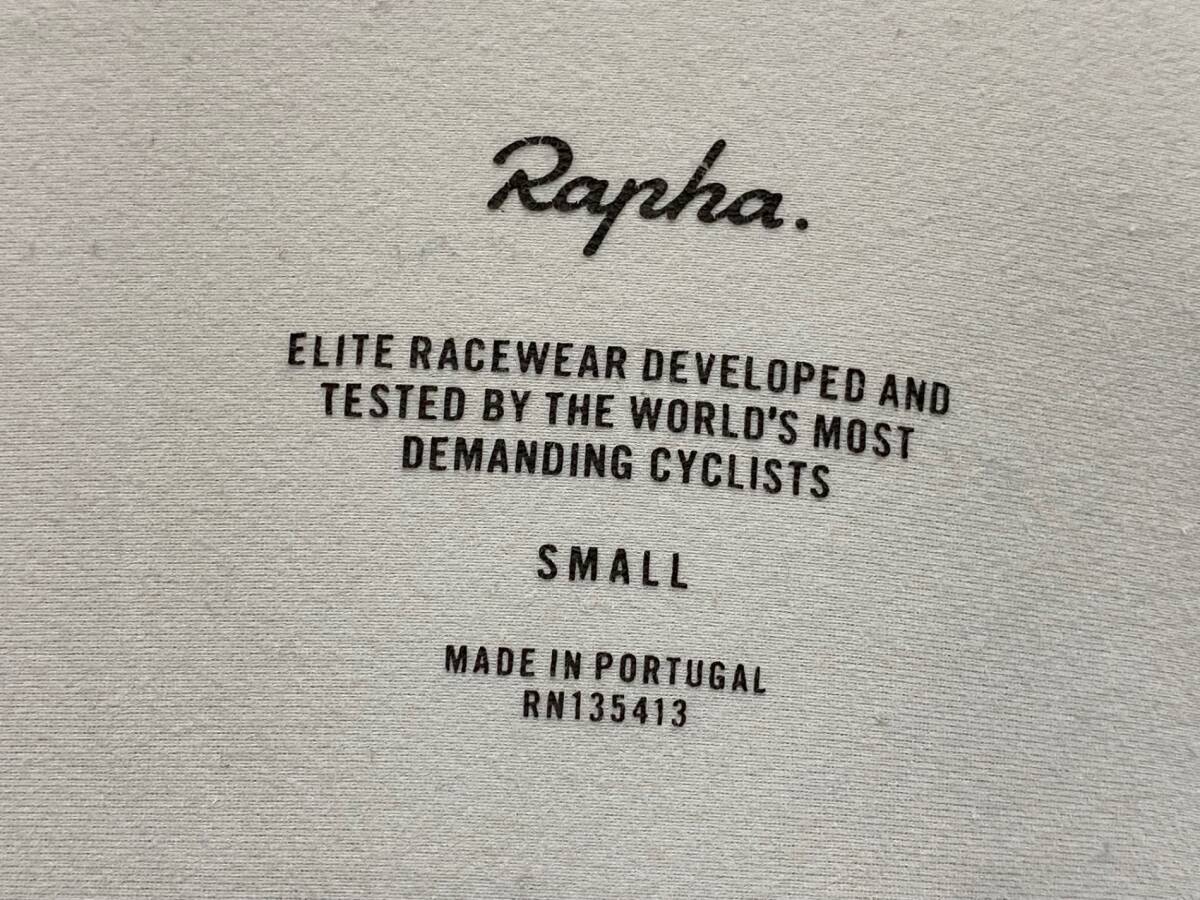 Rapha.
ELITE RACEWEAR DEVELOPED AND
TESTED BY THE WORLD'S MOST
DEMANDING CYCLISTS
SMALL
MADE IN PORTUGAL
RN135413